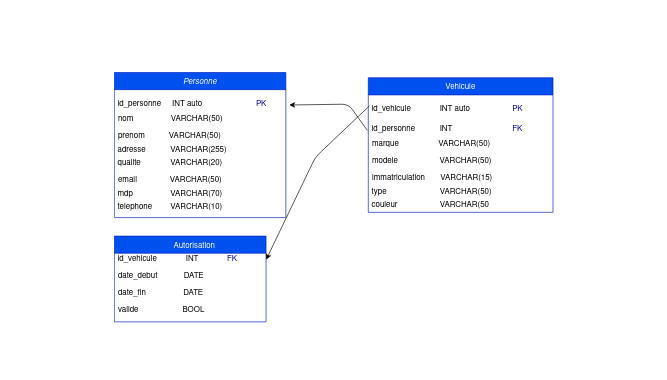 Personne
id_personne INT auto PK
nom VARCHAR(50)
prenom VARCHAR(50)
adresse VARCHAR(255)
qualite VARCHAR(20)
email VARCHAR(50)
mdp VARCHAR(70)
telephone VARCHAR(10)
Vehicule
id_vehicule INT auto PK
id_personne INT FK
marque VARCHAR(50)
modele VARCHAR(50)
immatriculation VARCHAR(15)
type VARCHAR(50)
couleur VARCHAR(50
Autorisation
id_vehicule INT FK
date_debut DATE
date_fin DATE
valide BOOL